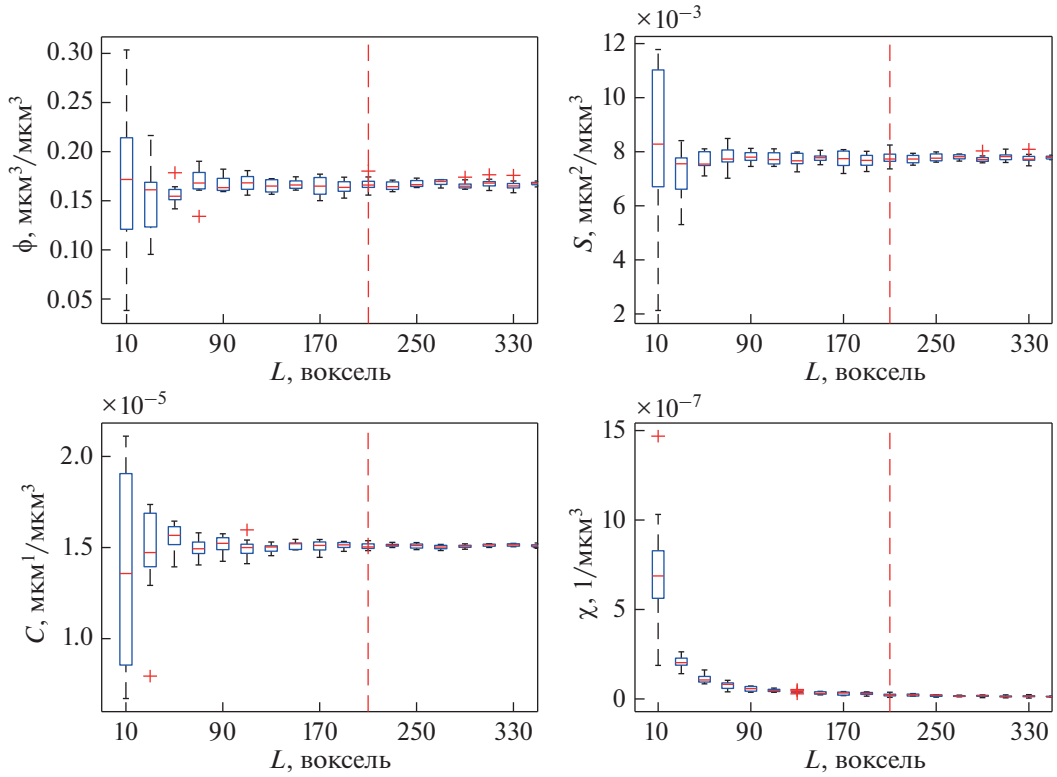 ϕ, мкм³/мкм³
0.30
0.25
0.20
0.15
0.10
0.05
10 90 170 250 330
L, воксель
×10⁻³
S, мкм²/мкм³
12
10
8
6
4
2
10 90 170 250 330
L, воксель
×10⁻⁵
C, мкм¹/мкм³
2.0
1.5
1.0
10 90 170 250 330
L, воксель
×10⁻⁷
χ, 1/мкм³
15
10
5
0
10 90 170 250 330
L, воксель